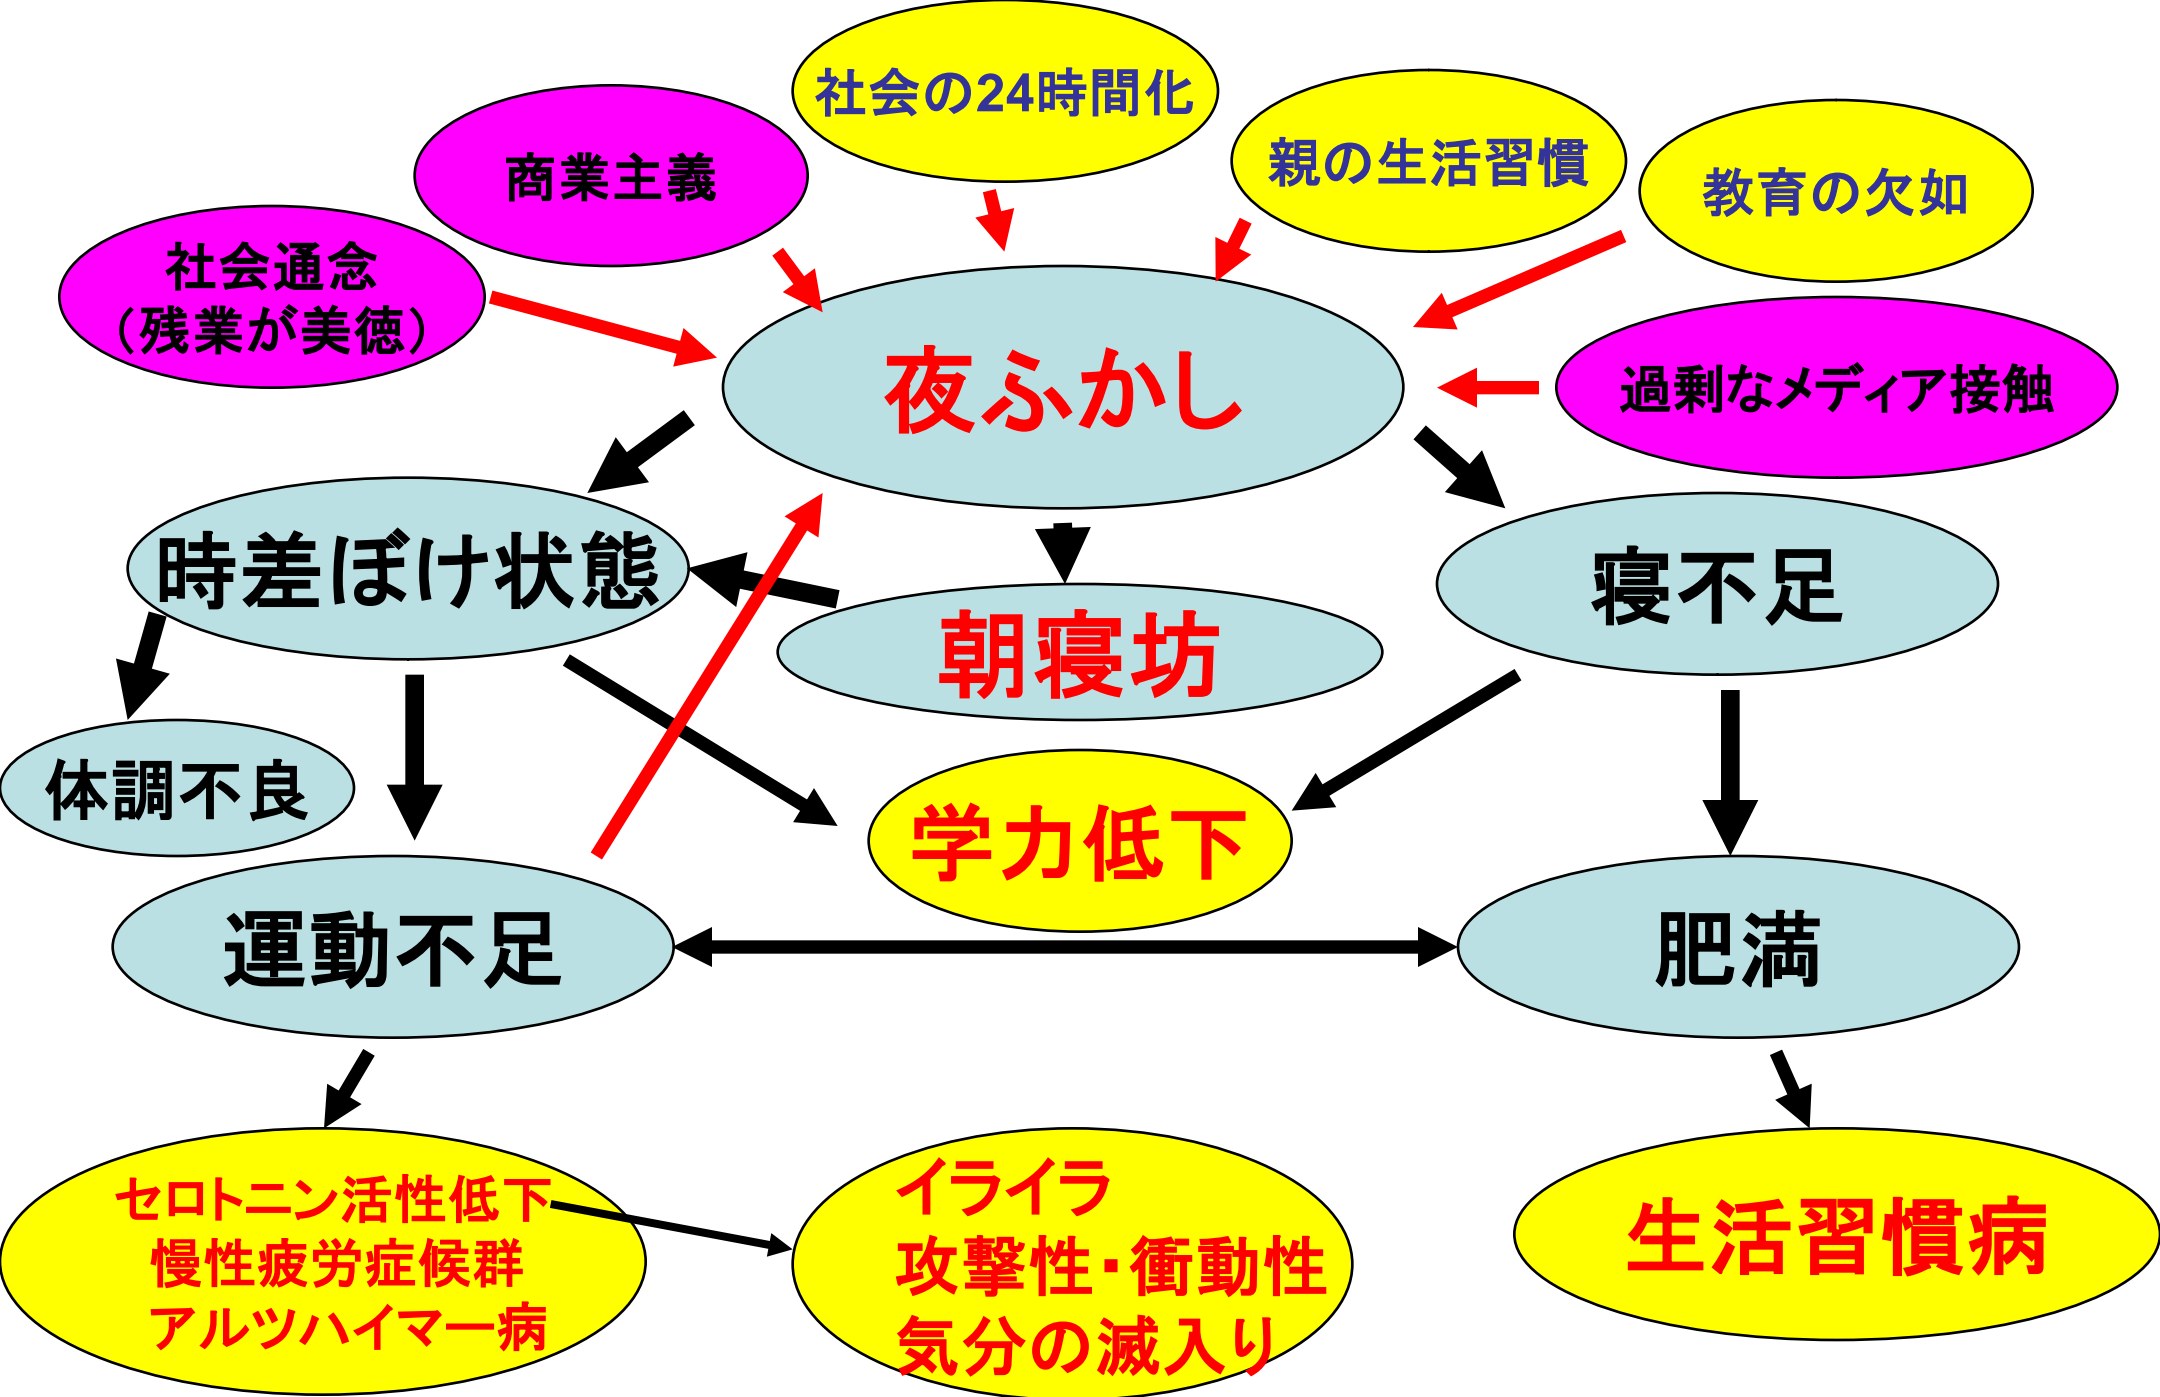 社会の24時間化
商業主義
親の生活習慣
教育の欠如
社会通念
（残業が美徳）
夜ふかし
過剰なメディア接触
時差ぼけ状態
寝不足
朝寝坊
体調不良
学力低下
運動不足
肥満
セロトニン活性低下
慢性疲労症候群
アルツハイマー病
イライラ
攻撃性・衝動性
気分の滅入り
生活習慣病